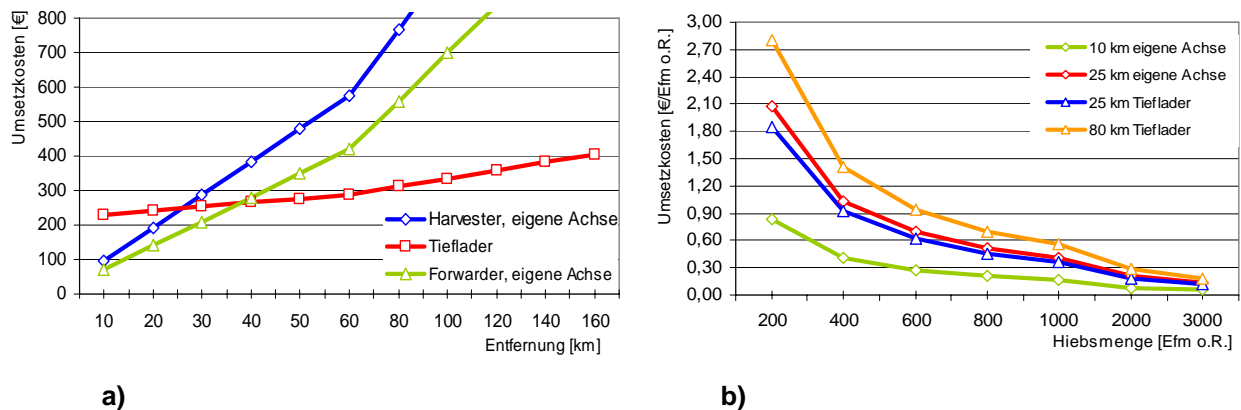 Umsetzkosten [€]
800
700
600
500
400
300
200
100
0
10 20 30 40 50 60 80 100 120 140 160
Entfernung [km]
Harvester, eigene Achse
Tieflader
Forwarder, eigene Achse
a)
Umsetzkosten [€/Efm o.R.]
3,00
2,70
2,40
2,10
1,80
1,50
1,20
0,90
0,60
0,30
0,00
200 400 600 800 1000 2000 3000
Hiebsmenge [Efm o.R.]
10 km eigene Achse
25 km eigene Achse
25 km Tieflader
80 km Tieflader
b)